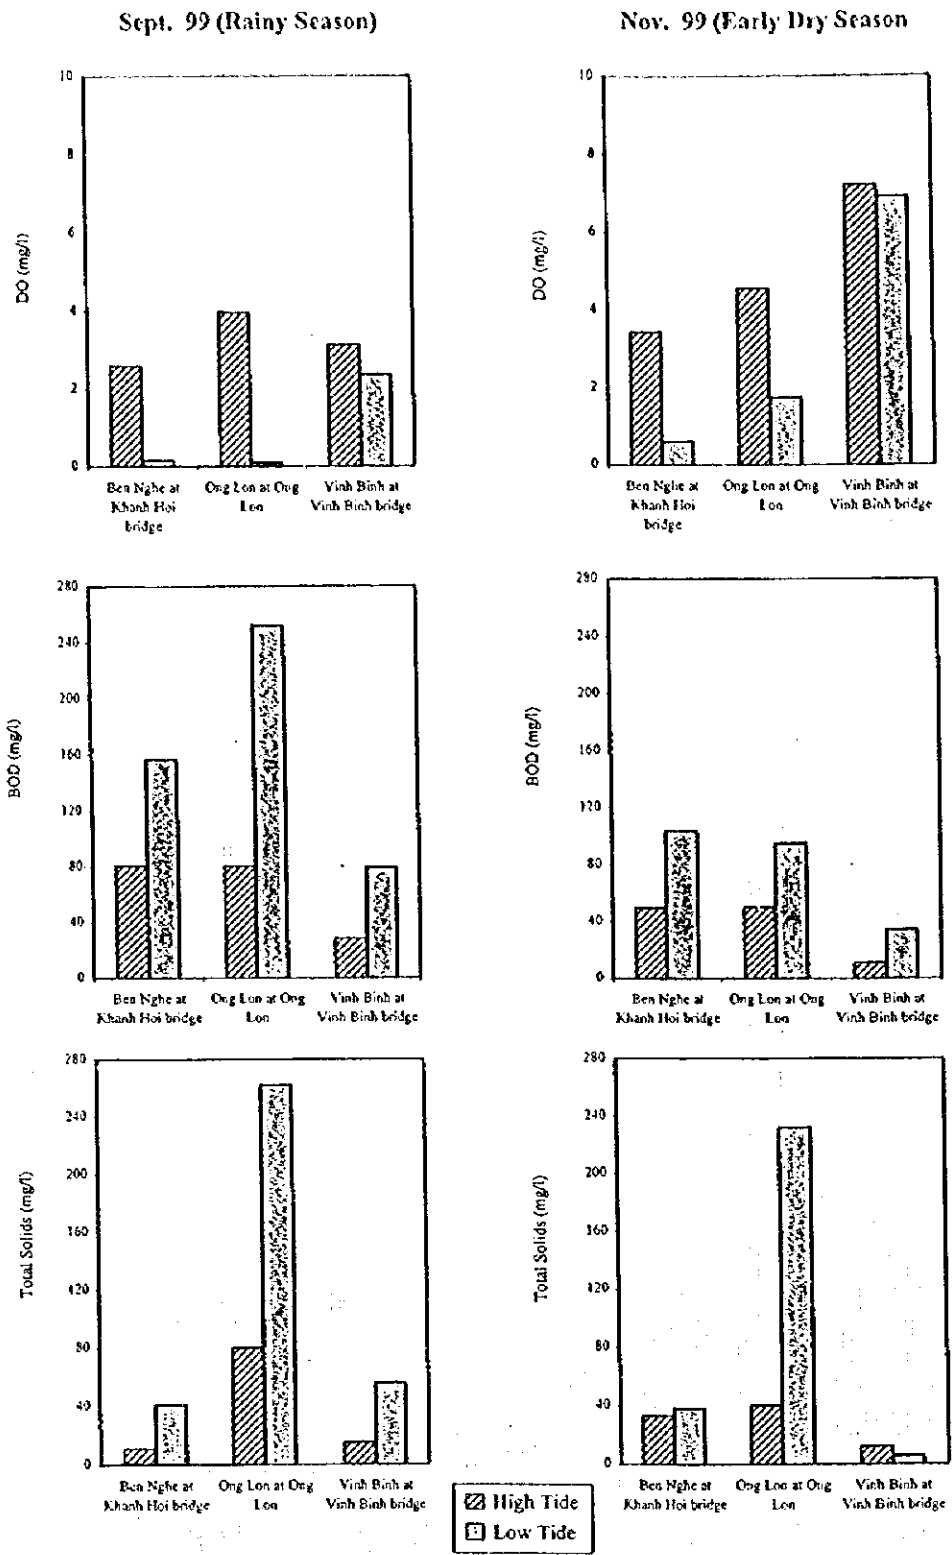 Sept. 99 (Rainy Season)
Nov. 99 (Early Dry Season
10
8
6
4
2
0
DO (mg/l)
Ben Nghe at
Khanh Hoi
bridge
Ong Lon at Ong
Lon
Vinh Binh at
Vinh Binh bridge
10
8
6
4
2
0
DO (mg/l)
Ben Nghe at
Khanh Hoi
bridge
Ong Lon at Ong
Lon
Vinh Binh at
Vinh Binh bridge
280
240
200
160
120
80
40
0
BOD (mg/l)
Ben Nghe at
Khanh Hoi bridge
Ong Lon at Ong
Lon
Vinh Binh at
Vinh Binh bridge
280
240
200
160
120
80
40
0
BOD (mg/l)
Ben Nghe at
Khanh Hoi bridge
Ong Lon at Ong
Lon
Vinh Binh at
Vinh Binh bridge
280
240
200
160
120
80
40
0
Total Solids (mg/l)
Ben Nghe at
Khanh Hoi bridge
Ong Lon at Ong
Lon
Vinh Binh at
Vinh Binh bridge
280
240
200
160
120
80
40
0
Total Solids (mg/l)
Ben Nghe at
Khanh Hoi bridge
Ong Lon at Ong
Lon
Vinh Binh at
Vinh Binh bridge
High Tide
Low Tide